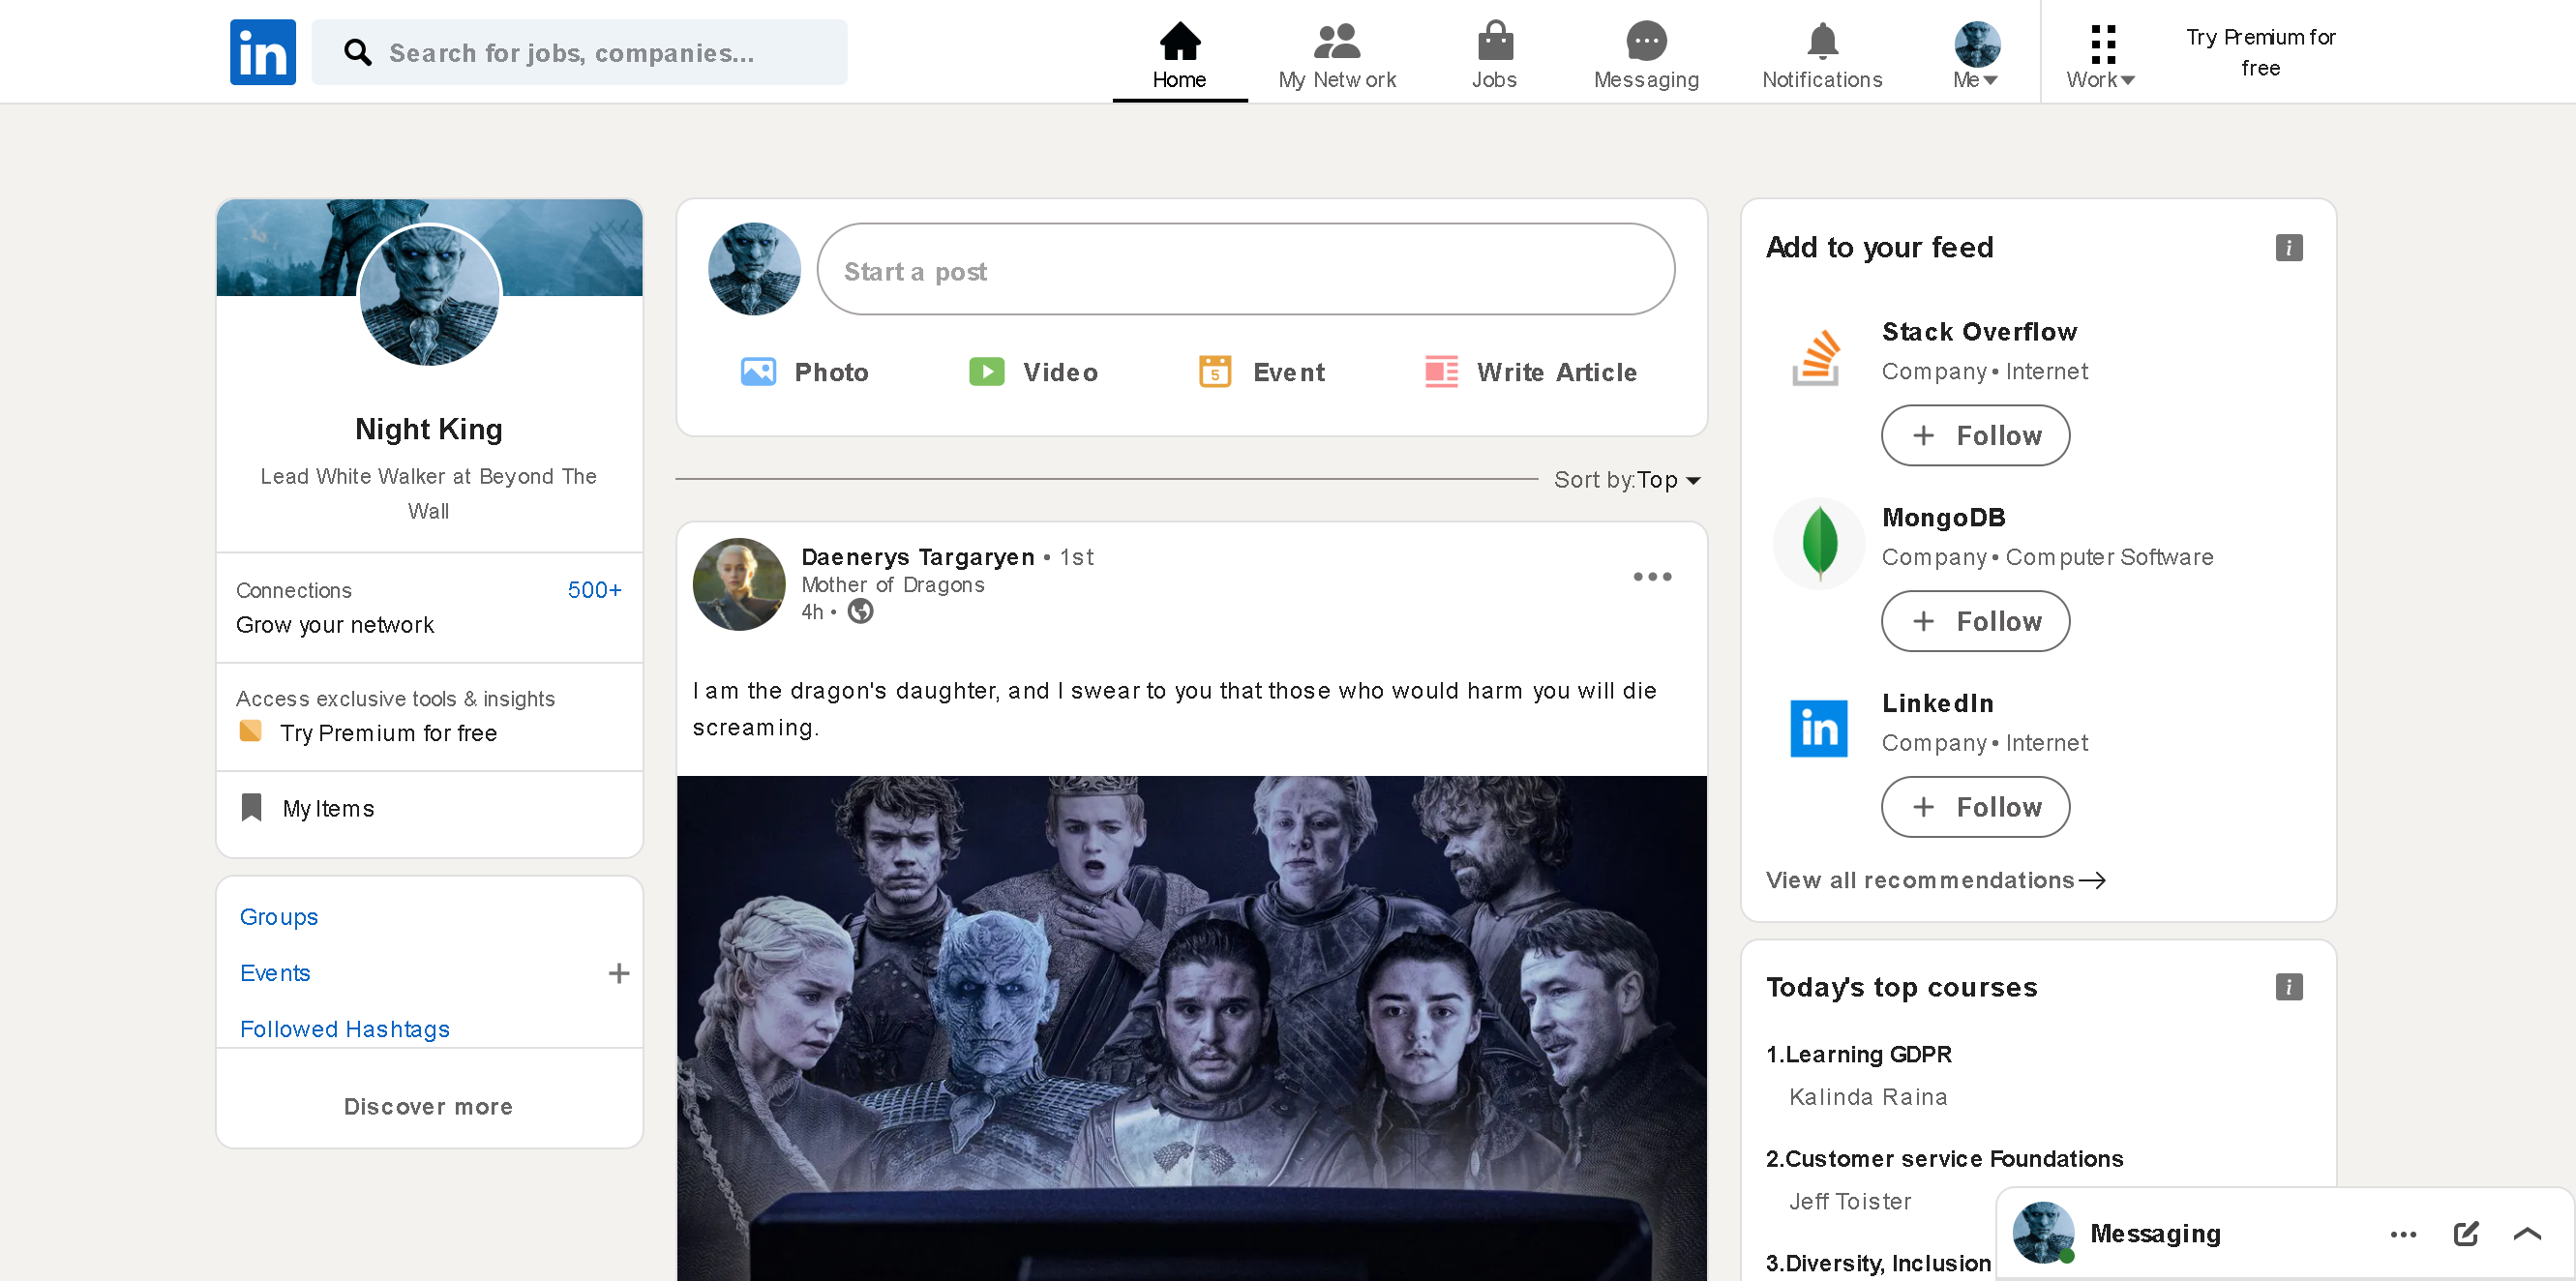 in
Search for jobs, companies...
Home
My Network
Jobs
Messaging
Notifications
Me
Work
Try Premium for
free
Night King
Lead White Walker at Beyond The
Wall
Connections
500+
Grow your network
Access exclusive tools & insights
Try Premium for free
My Items
Groups
Events
Followed Hashtags
Discover more
Start a post
Photo
Video
5
Event
Write Article
Sort by:Top
Daenerys Targaryen • 1st
Mother of Dragons
4h •
I am the dragon's daughter, and I swear to you that those who would harm you will die
screaming.
Add to your feed
i
Stack Overflow
Company • Internet
+ Follow
MongoDB
Company • Computer Software
+ Follow
in
LinkedIn
Company • Internet
+ Follow
View all recommendations
Today's top courses
i
1.Learning GDPR
Kalinda Raina
2.Customer service Foundations
Jeff Toister
3.Diversity, Inclusion
Messaging